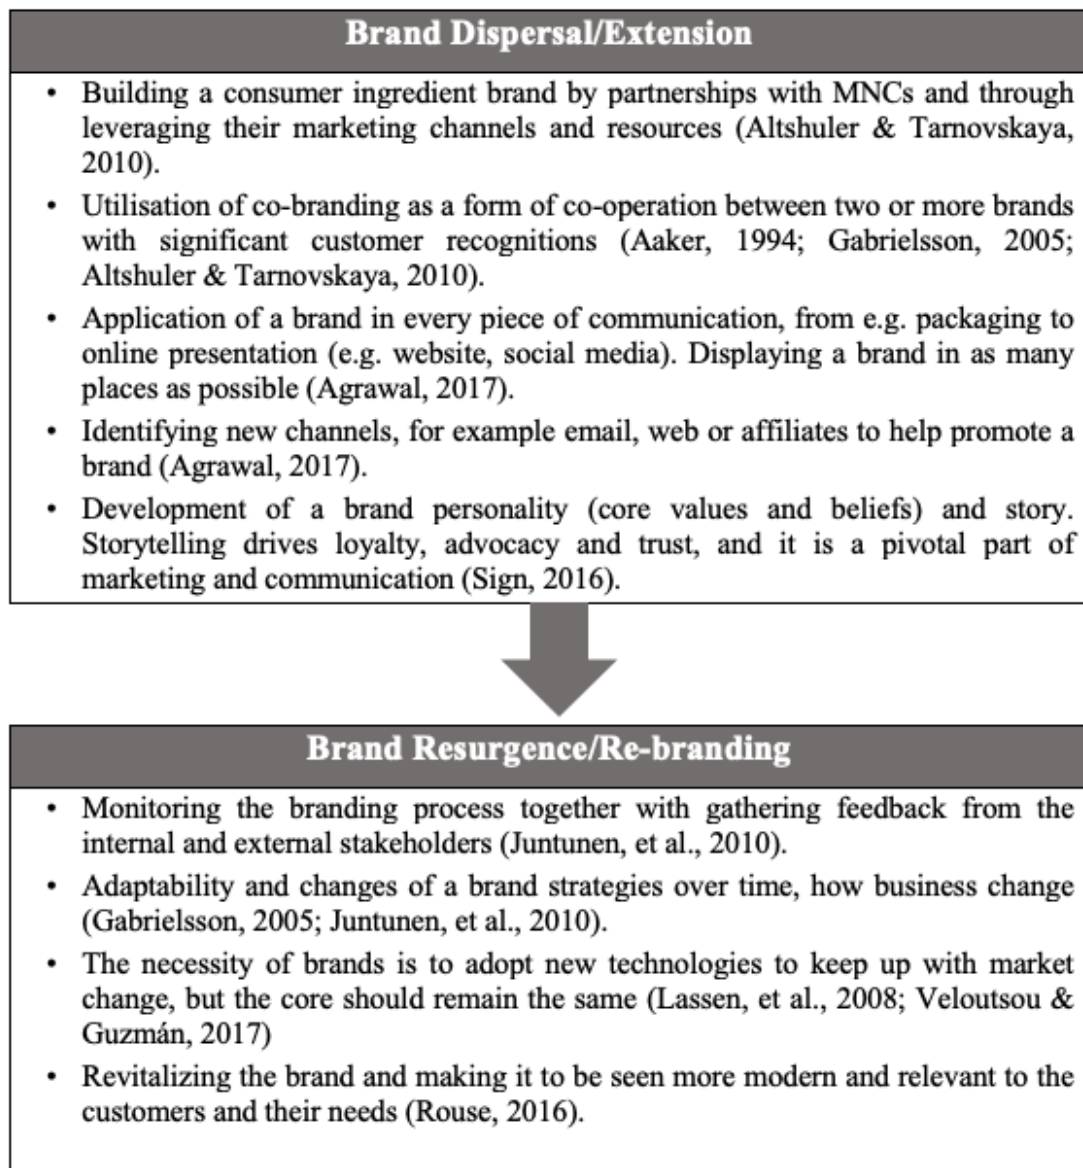 Brand Dispersal/Extension
• Building a consumer ingredient brand by partnerships with MNCs and through
leveraging their marketing channels and resources (Altshuler & Tarnovskaya,
2010).
• Utilisation of co-branding as a form of co-operation between two or more brands
with significant customer recognitions (Aaker, 1994; Gabrielsson, 2005;
Altshuler & Tarnovskaya, 2010).
• Application of a brand in every piece of communication, from e.g. packaging to
online presentation (e.g. website, social media). Displaying a brand in as many
places as possible (Agrawal, 2017).
• Identifying new channels, for example email, web or affiliates to help promote a
brand (Agrawal, 2017).
• Development of a brand personality (core values and beliefs) and story.
Storytelling drives loyalty, advocacy and trust, and it is a pivotal part of
marketing and communication (Sign, 2016).
Brand Resurgence/Re-branding
• Monitoring the branding process together with gathering feedback from the
internal and external stakeholders (Juntunen, et al., 2010).
• Adaptability and changes of a brand strategies over time, how business change
(Gabrielsson, 2005; Juntunen, et al., 2010).
• The necessity of brands is to adopt new technologies to keep up with market
change, but the core should remain the same (Lassen, et al., 2008; Veloutsou &
Guzmán, 2017)
• Revitalizing the brand and making it to be seen more modern and relevant to the
customers and their needs (Rouse, 2016).